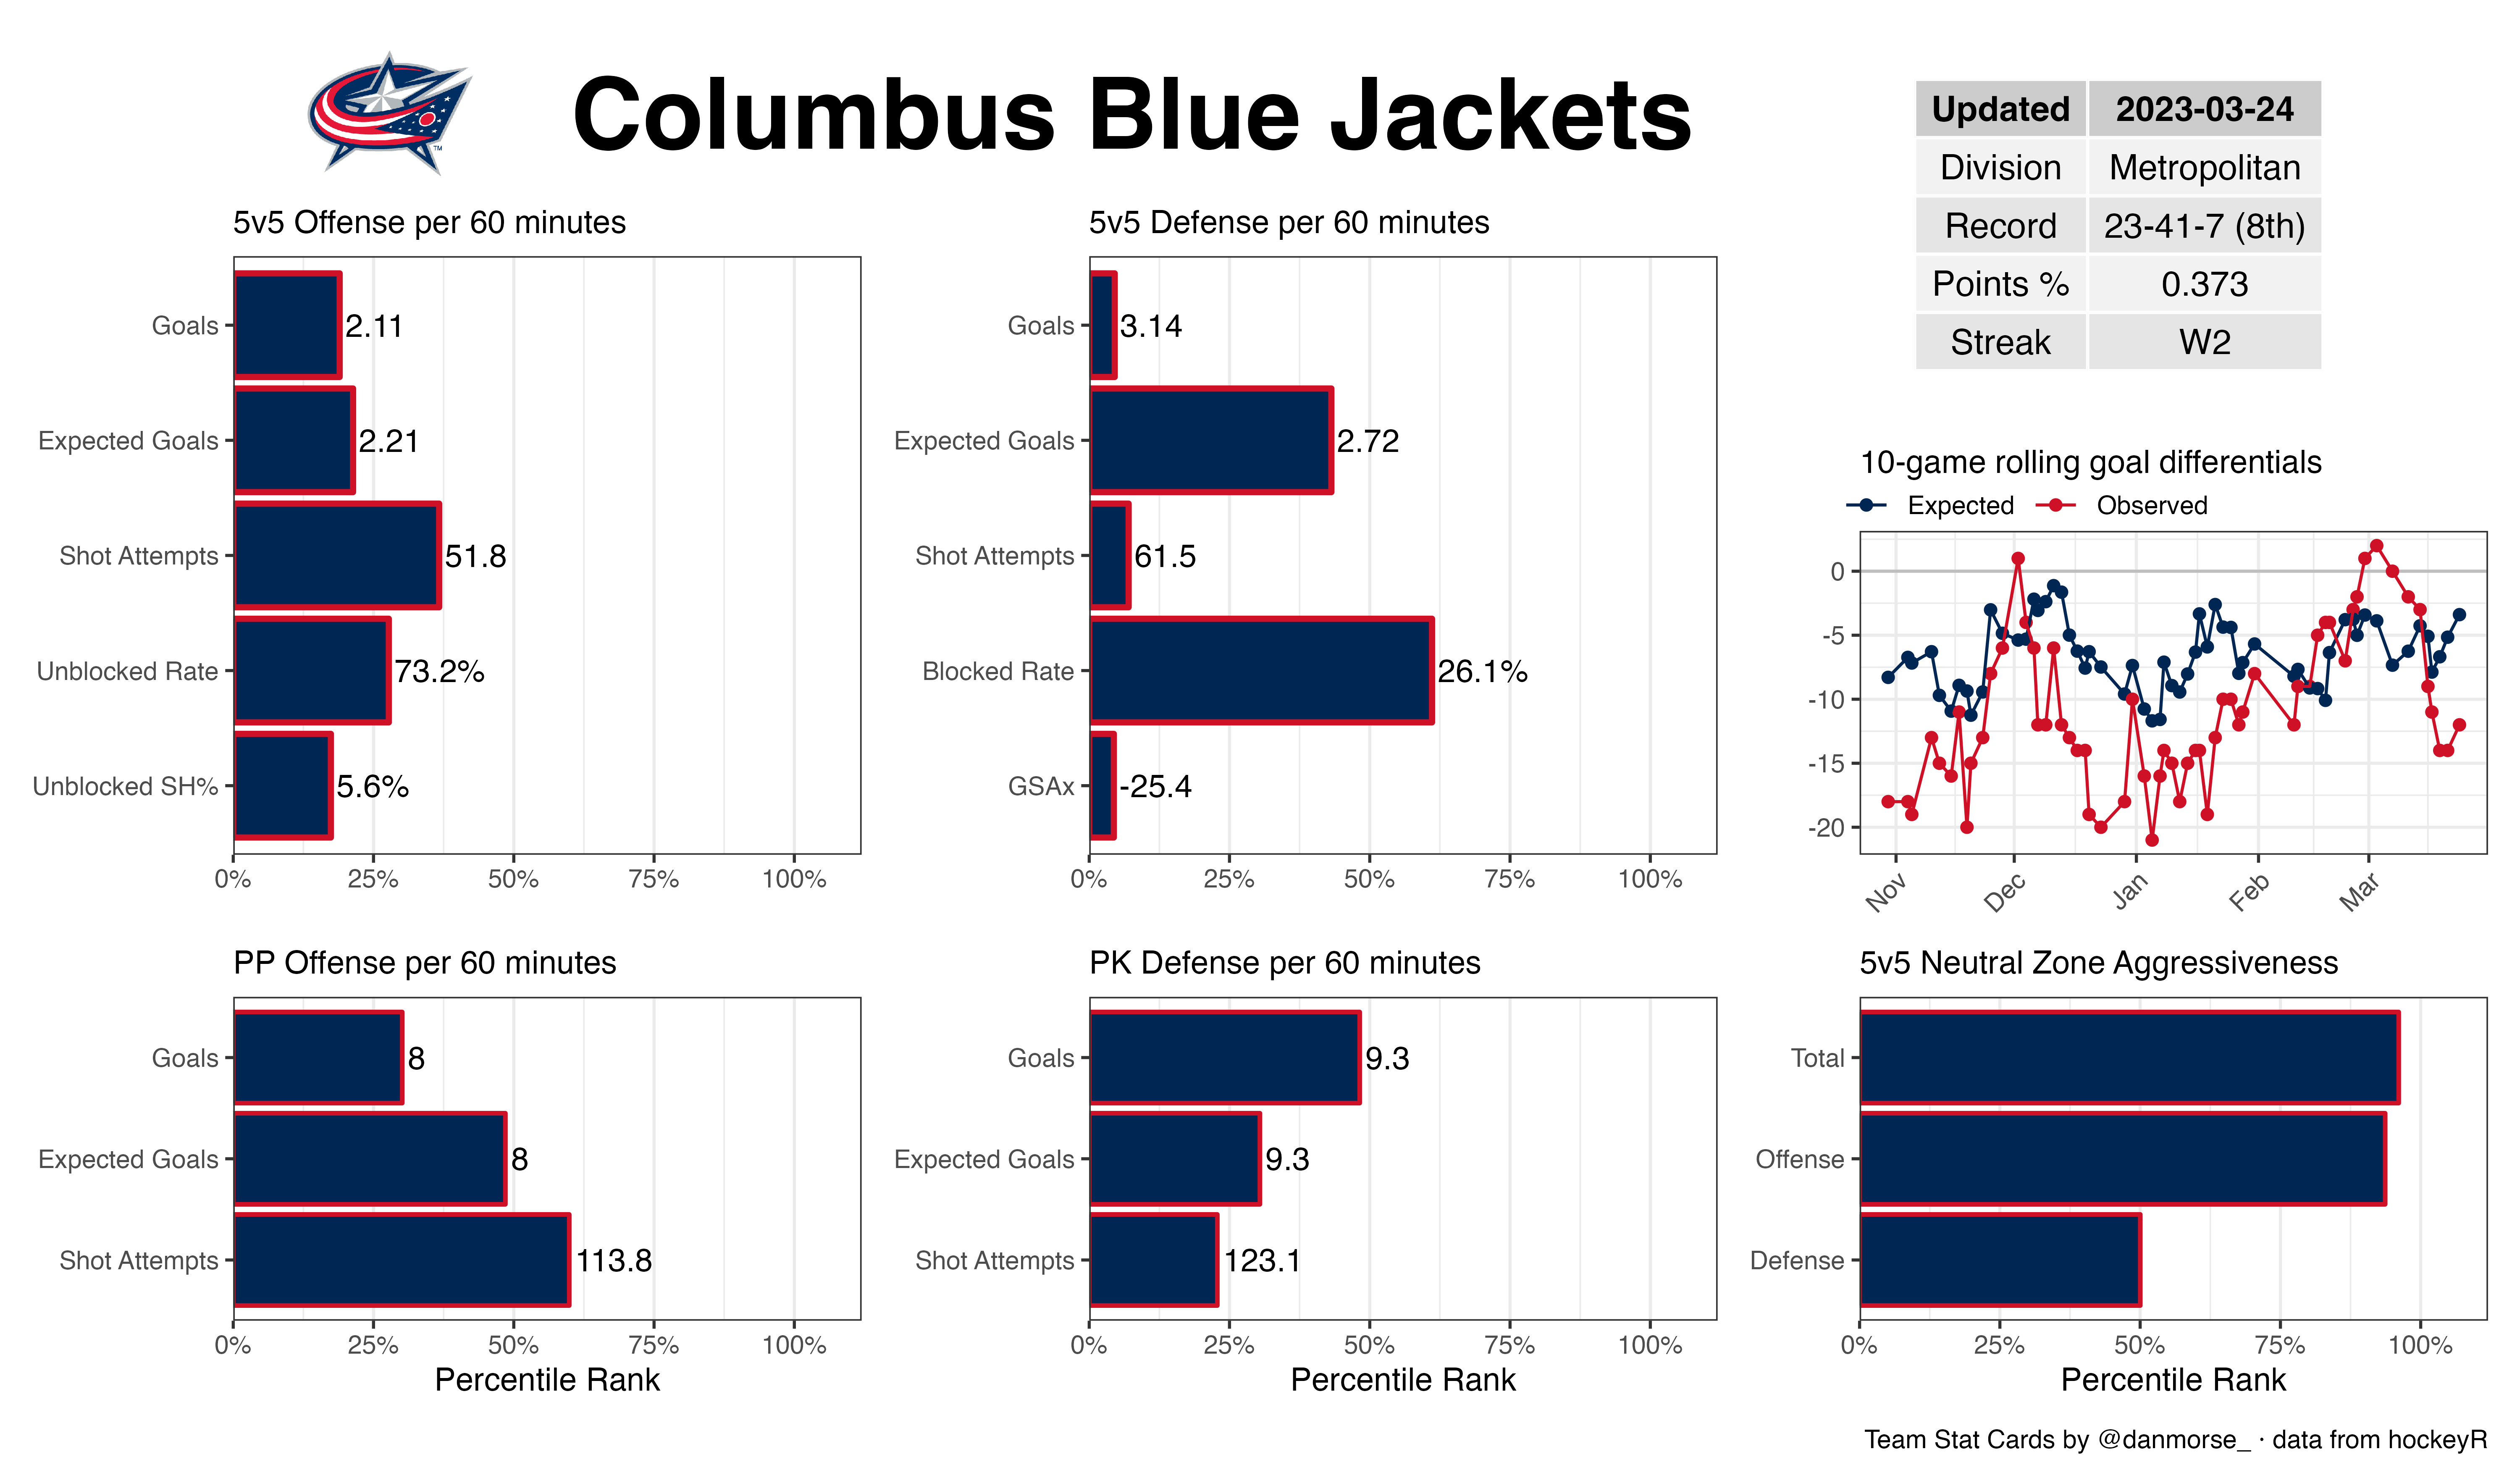 Columbus Blue Jackets
TM
Updated 2023-03-24
Division Metropolitan
Record 23-41-7 (8th)
Points % 0.373
Streak W2
5v5 Offense per 60 minutes
Goals 2.11
Expected Goals 2.21
Shot Attempts 51.8
Unblocked Rate 73.2%
Unblocked SH% 5.6%
0% 25% 50% 75% 100%
5v5 Defense per 60 minutes
Goals 3.14
Expected Goals 2.72
Shot Attempts 61.5
Blocked Rate 26.1%
GSAx -25.4
0% 25% 50% 75% 100%
10-game rolling goal differentials
Expected Observed
0
-5
-10
-15
-20
Nov Dec Jan Feb Mar
PP Offense per 60 minutes
Goals 8
Expected Goals 8
Shot Attempts 113.8
0% 25% 50% 75% 100%
Percentile Rank
PK Defense per 60 minutes
Goals 9.3
Expected Goals 9.3
Shot Attempts 123.1
0% 25% 50% 75% 100%
Percentile Rank
5v5 Neutral Zone Aggressiveness
Total
Offense
Defense
0% 25% 50% 75% 100%
Percentile Rank
Team Stat Cards by @danmorse_ · data from hockeyR